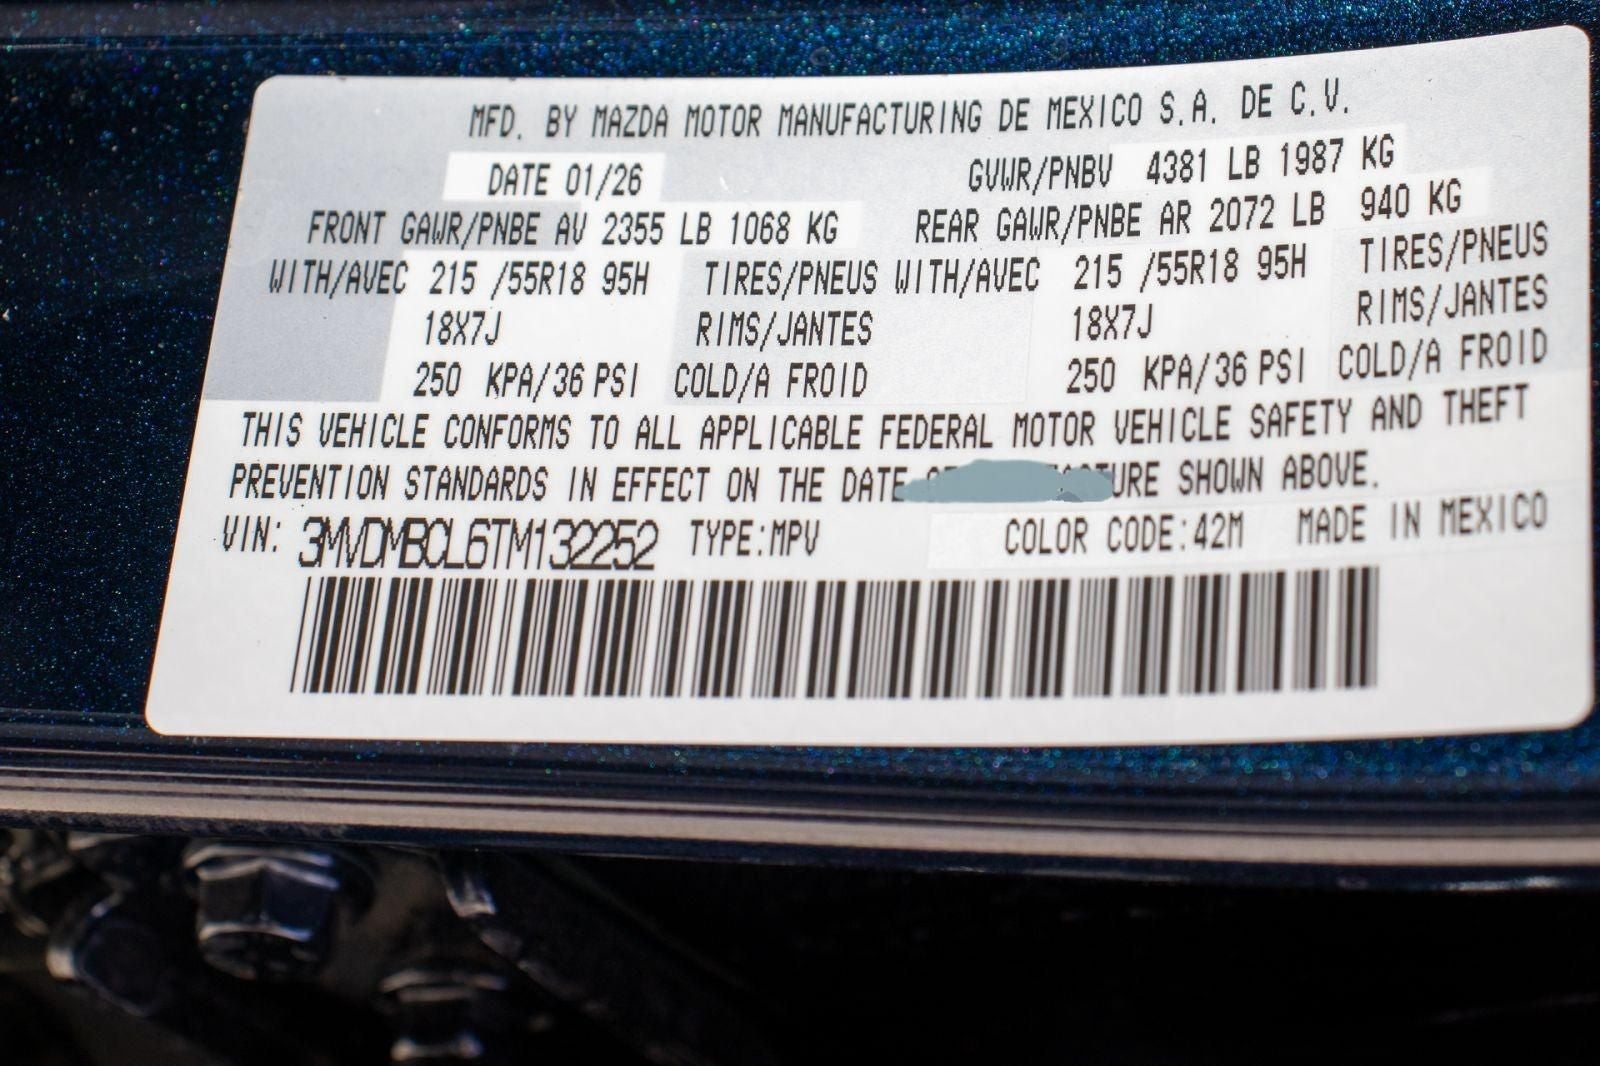 MFD. BY MAZDA MOTOR MANUFACTURING DE MEXICO S.A. DE C.V.
DATE 01/26 GVWR/PNBV 4381 LB 1987 KG
FRONT GAWR/PNBE AV 2355 LB 1068 KG REAR GAWR/PNBE AR 2072 LB 940 KG
WITH/AVEC 215 /55R18 95H TIRES/PNEUS WITH/AVEC 215 /55R18 95H TIRES/PNEUS
18X7J RIMS/JANTES 18X7J RIMS/JANTES
250 KPA/36 PSI COLD/A FROID 250 KPA/36 PSI COLD/A FROID
THIS VEHICLE CONFORMS TO ALL APPLICABLE FEDERAL MOTOR VEHICLE SAFETY AND THEFT
PREVENTION STANDARDS IN EFFECT ON THE DATE SHOWN ABOVE.
VIN: 3MVDMBCL6TM132252 TYPE:MPV COLOR CODE:42M MADE IN MEXICO